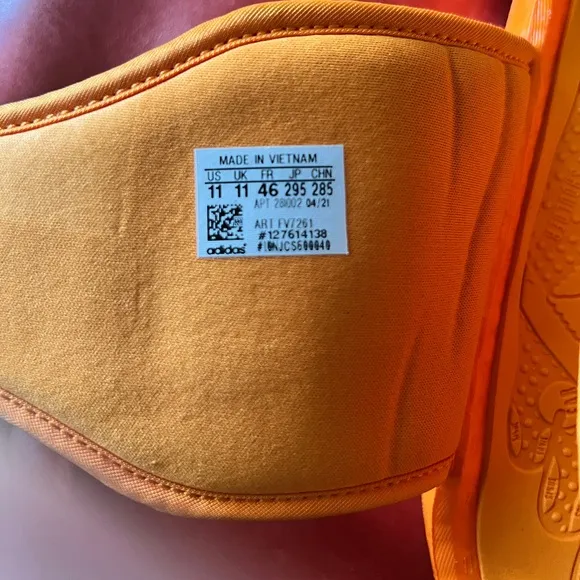 MADE IN VIETNAM
US UK FR JP CHN
11 11 46 295 285
APT 28I002 04/21
ART FV7261
#127614138
adidas